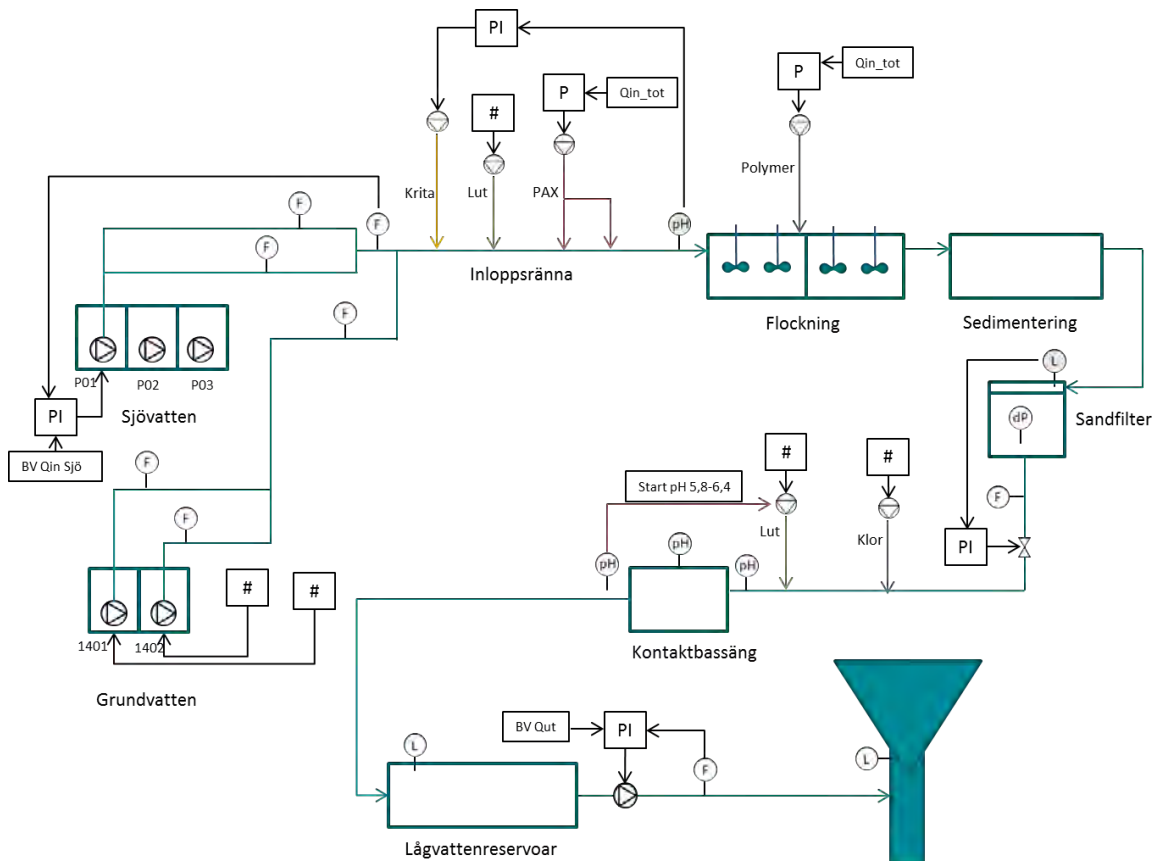 PI
P
Qin_tot
P
Qin_tot
#
Krita
Lut
PAX
Polymer
F
F
F
pH
Inloppsränna
Flockning
Sedimentering
F
P01
P02
P03
PI
Sjövatten
BV Qin Sjö
L
dP
Sandfilter
F
F
F
PI
#
#
Start pH 5,8-6,4
Lut
Klor
pH
pH
pH
Kontaktbassäng
#
#
1401
1402
Grundvatten
BV Qut
PI
L
F
L
Lågvattenreservoar